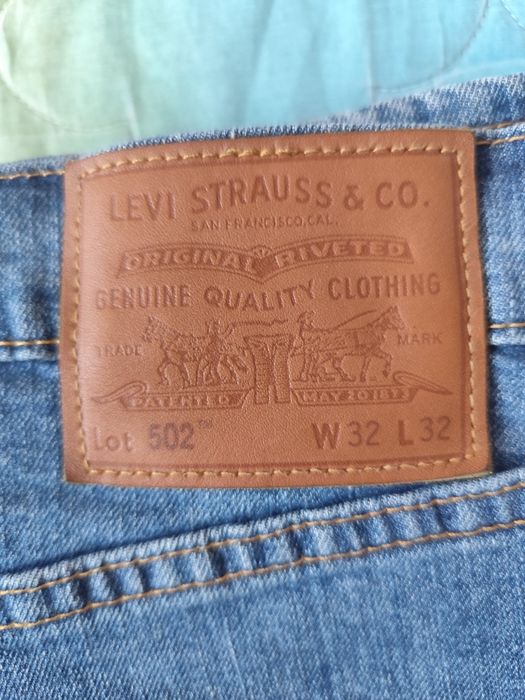 LEVI STRAUSS & CO.
SAN FRANCISCO, CAL.
ORIGINAL RIVETED
GENUINE QUALITY CLOTHING
TRADE MARK
PATENTED MAY 20 1873
Lot 502™ W 32 L 32